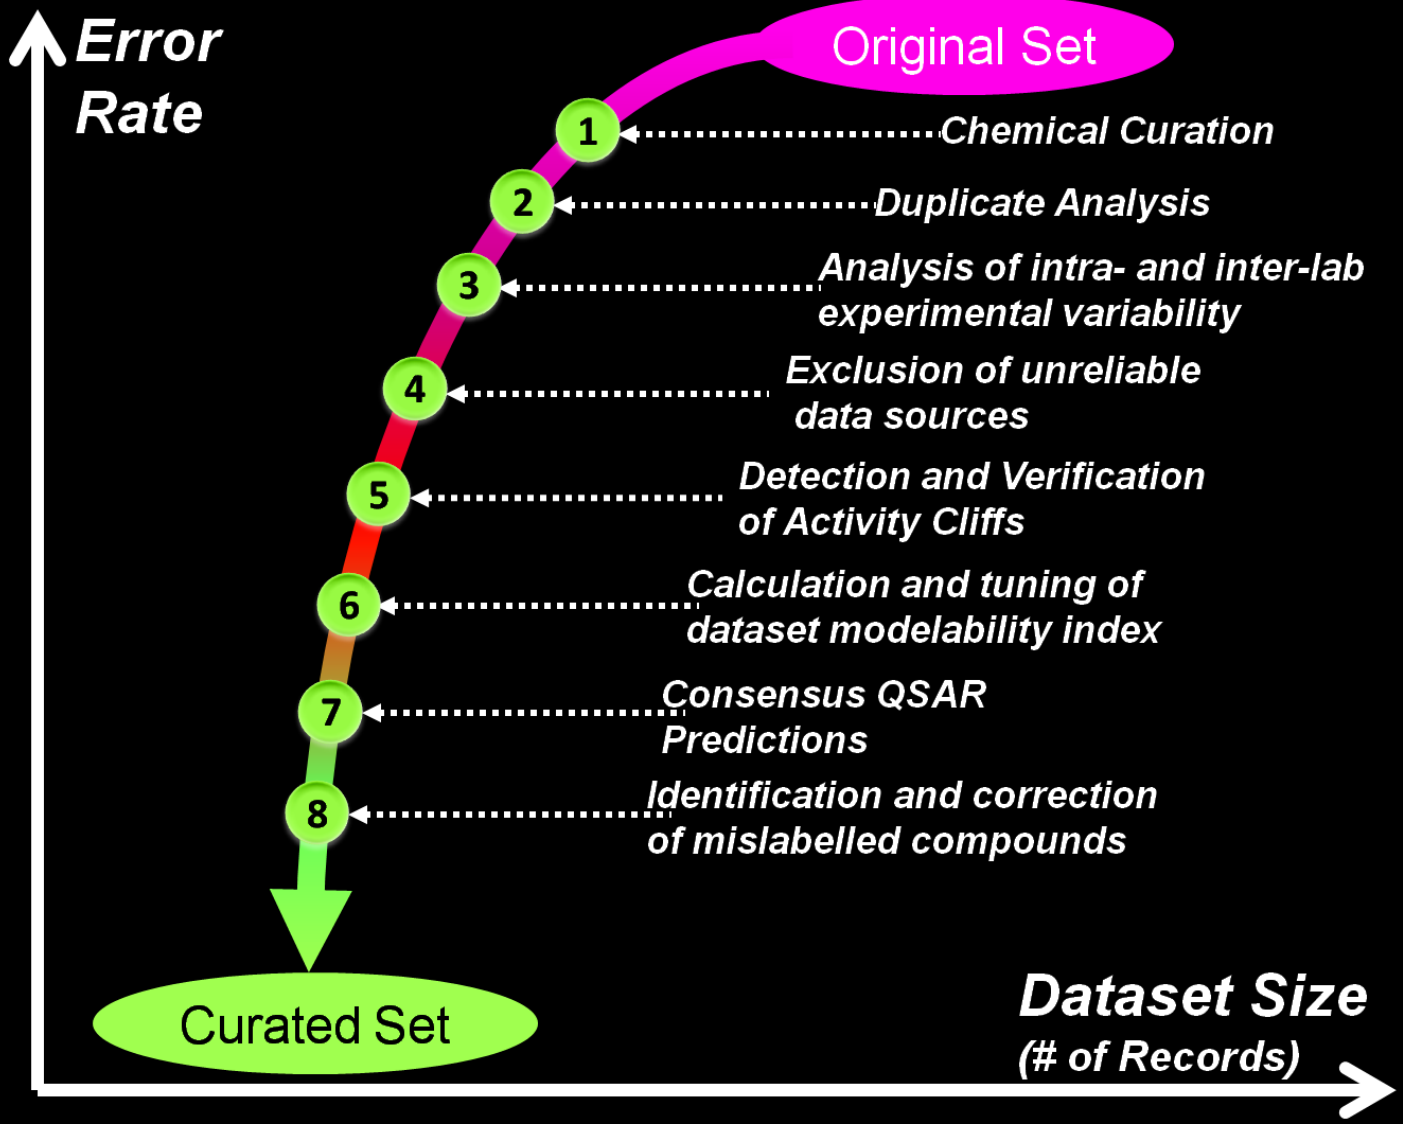 Error
Rate
Original Set
1
Chemical Curation
2
Duplicate Analysis
3
Analysis of intra- and inter-lab
experimental variability
4
Exclusion of unreliable
data sources
5
Detection and Verification
of Activity Cliffs
6
Calculation and tuning of
dataset modelability index
7
Consensus QSAR
Predictions
8
Identification and correction
of mislabelled compounds
Curated Set
Dataset Size
(# of Records)